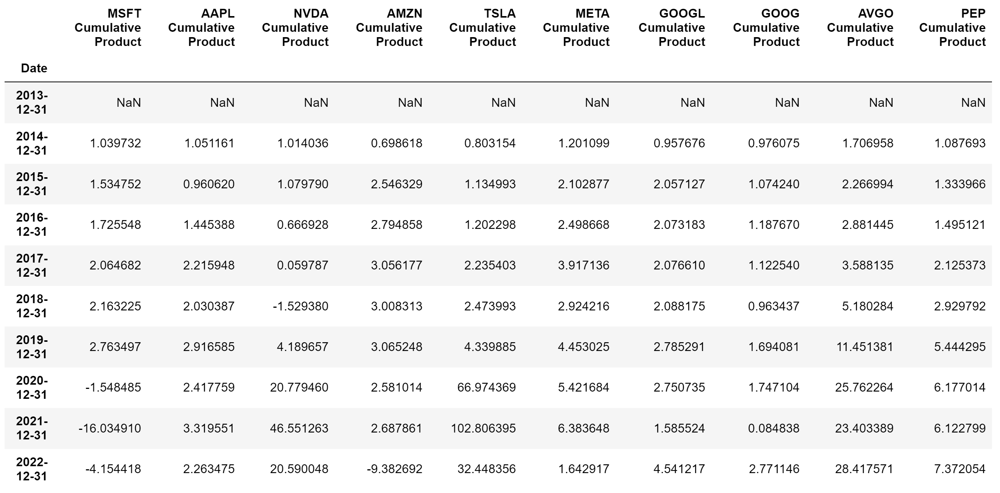 MSFT AAPL NVDA AMZN TSLA META GOOGL GOOG AVGO PEP
Cumulative Cumulative Cumulative Cumulative Cumulative Cumulative Cumulative Cumulative Cumulative Cumulative
Product Product Product Product Product Product Product Product Product Product
Date
2013-
12-31 NaN NaN NaN NaN NaN NaN NaN NaN NaN NaN
2014-
12-31 1.039732 1.051161 1.014036 0.698618 0.803154 1.201099 0.957676 0.976075 1.706958 1.087693
2015-
12-31 1.534752 0.960620 1.079790 2.546329 1.134993 2.102877 2.057127 1.074240 2.266994 1.333966
2016-
12-31 1.725548 1.445388 0.666928 2.794858 1.202298 2.498668 2.073183 1.187670 2.881445 1.495121
2017-
12-31 2.064682 2.215948 0.059787 3.056177 2.235403 3.917136 2.076610 1.122540 3.588135 2.125373
2018-
12-31 2.163225 2.030387 -1.529380 3.008313 2.473993 2.924216 2.088175 0.963437 5.180284 2.929792
2019-
12-31 2.763497 2.916585 4.189657 3.065248 4.339885 4.453025 2.785291 1.694081 11.451381 5.444295
2020-
12-31 -1.548485 2.417759 20.779460 2.581014 66.974369 5.421684 2.750735 1.747104 25.762264 6.177014
2021-
12-31 -16.034910 3.319551 46.551263 2.687861 102.806395 6.383648 1.585524 0.084838 23.403389 6.122799
2022-
12-31 -4.154418 2.263475 20.590048 -9.382692 32.448356 1.642917 4.541217 2.771146 28.417571 7.372054